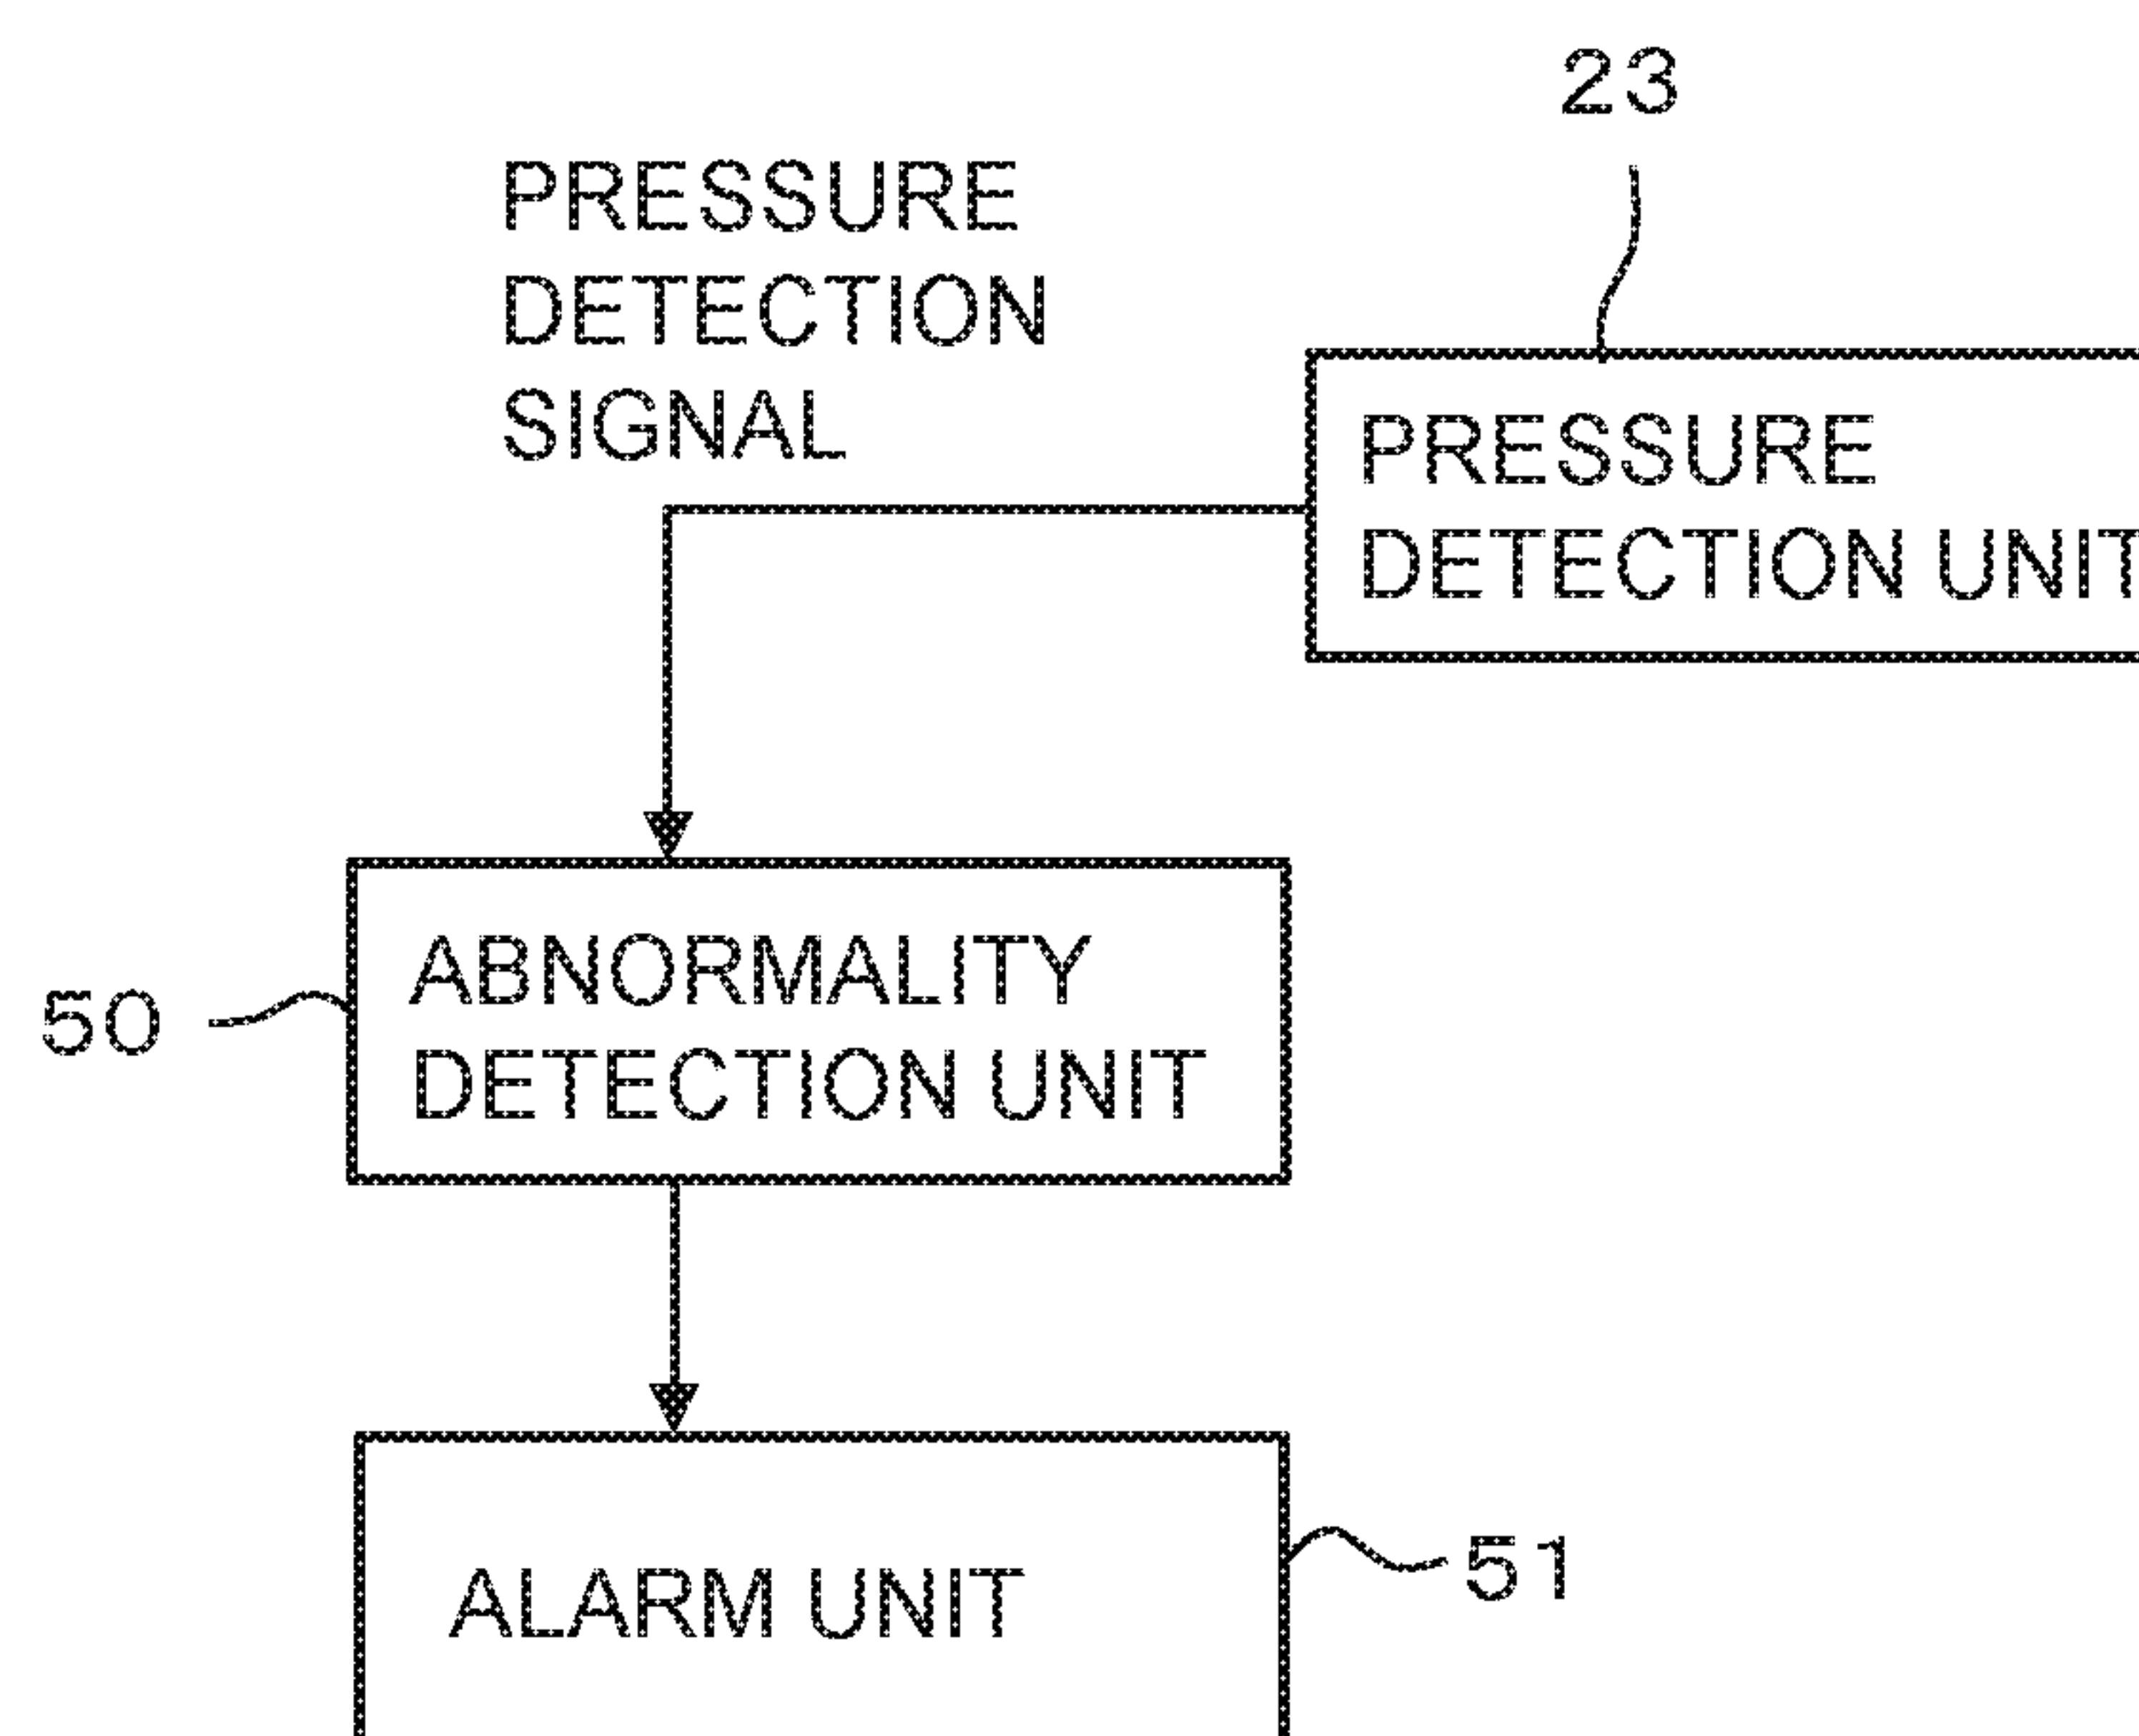 23
PRESSURE
DETECTION
SIGNAL
PRESSURE
DETECTION UNIT
50
ABNORMALITY
DETECTION UNIT
51
ALARM UNIT